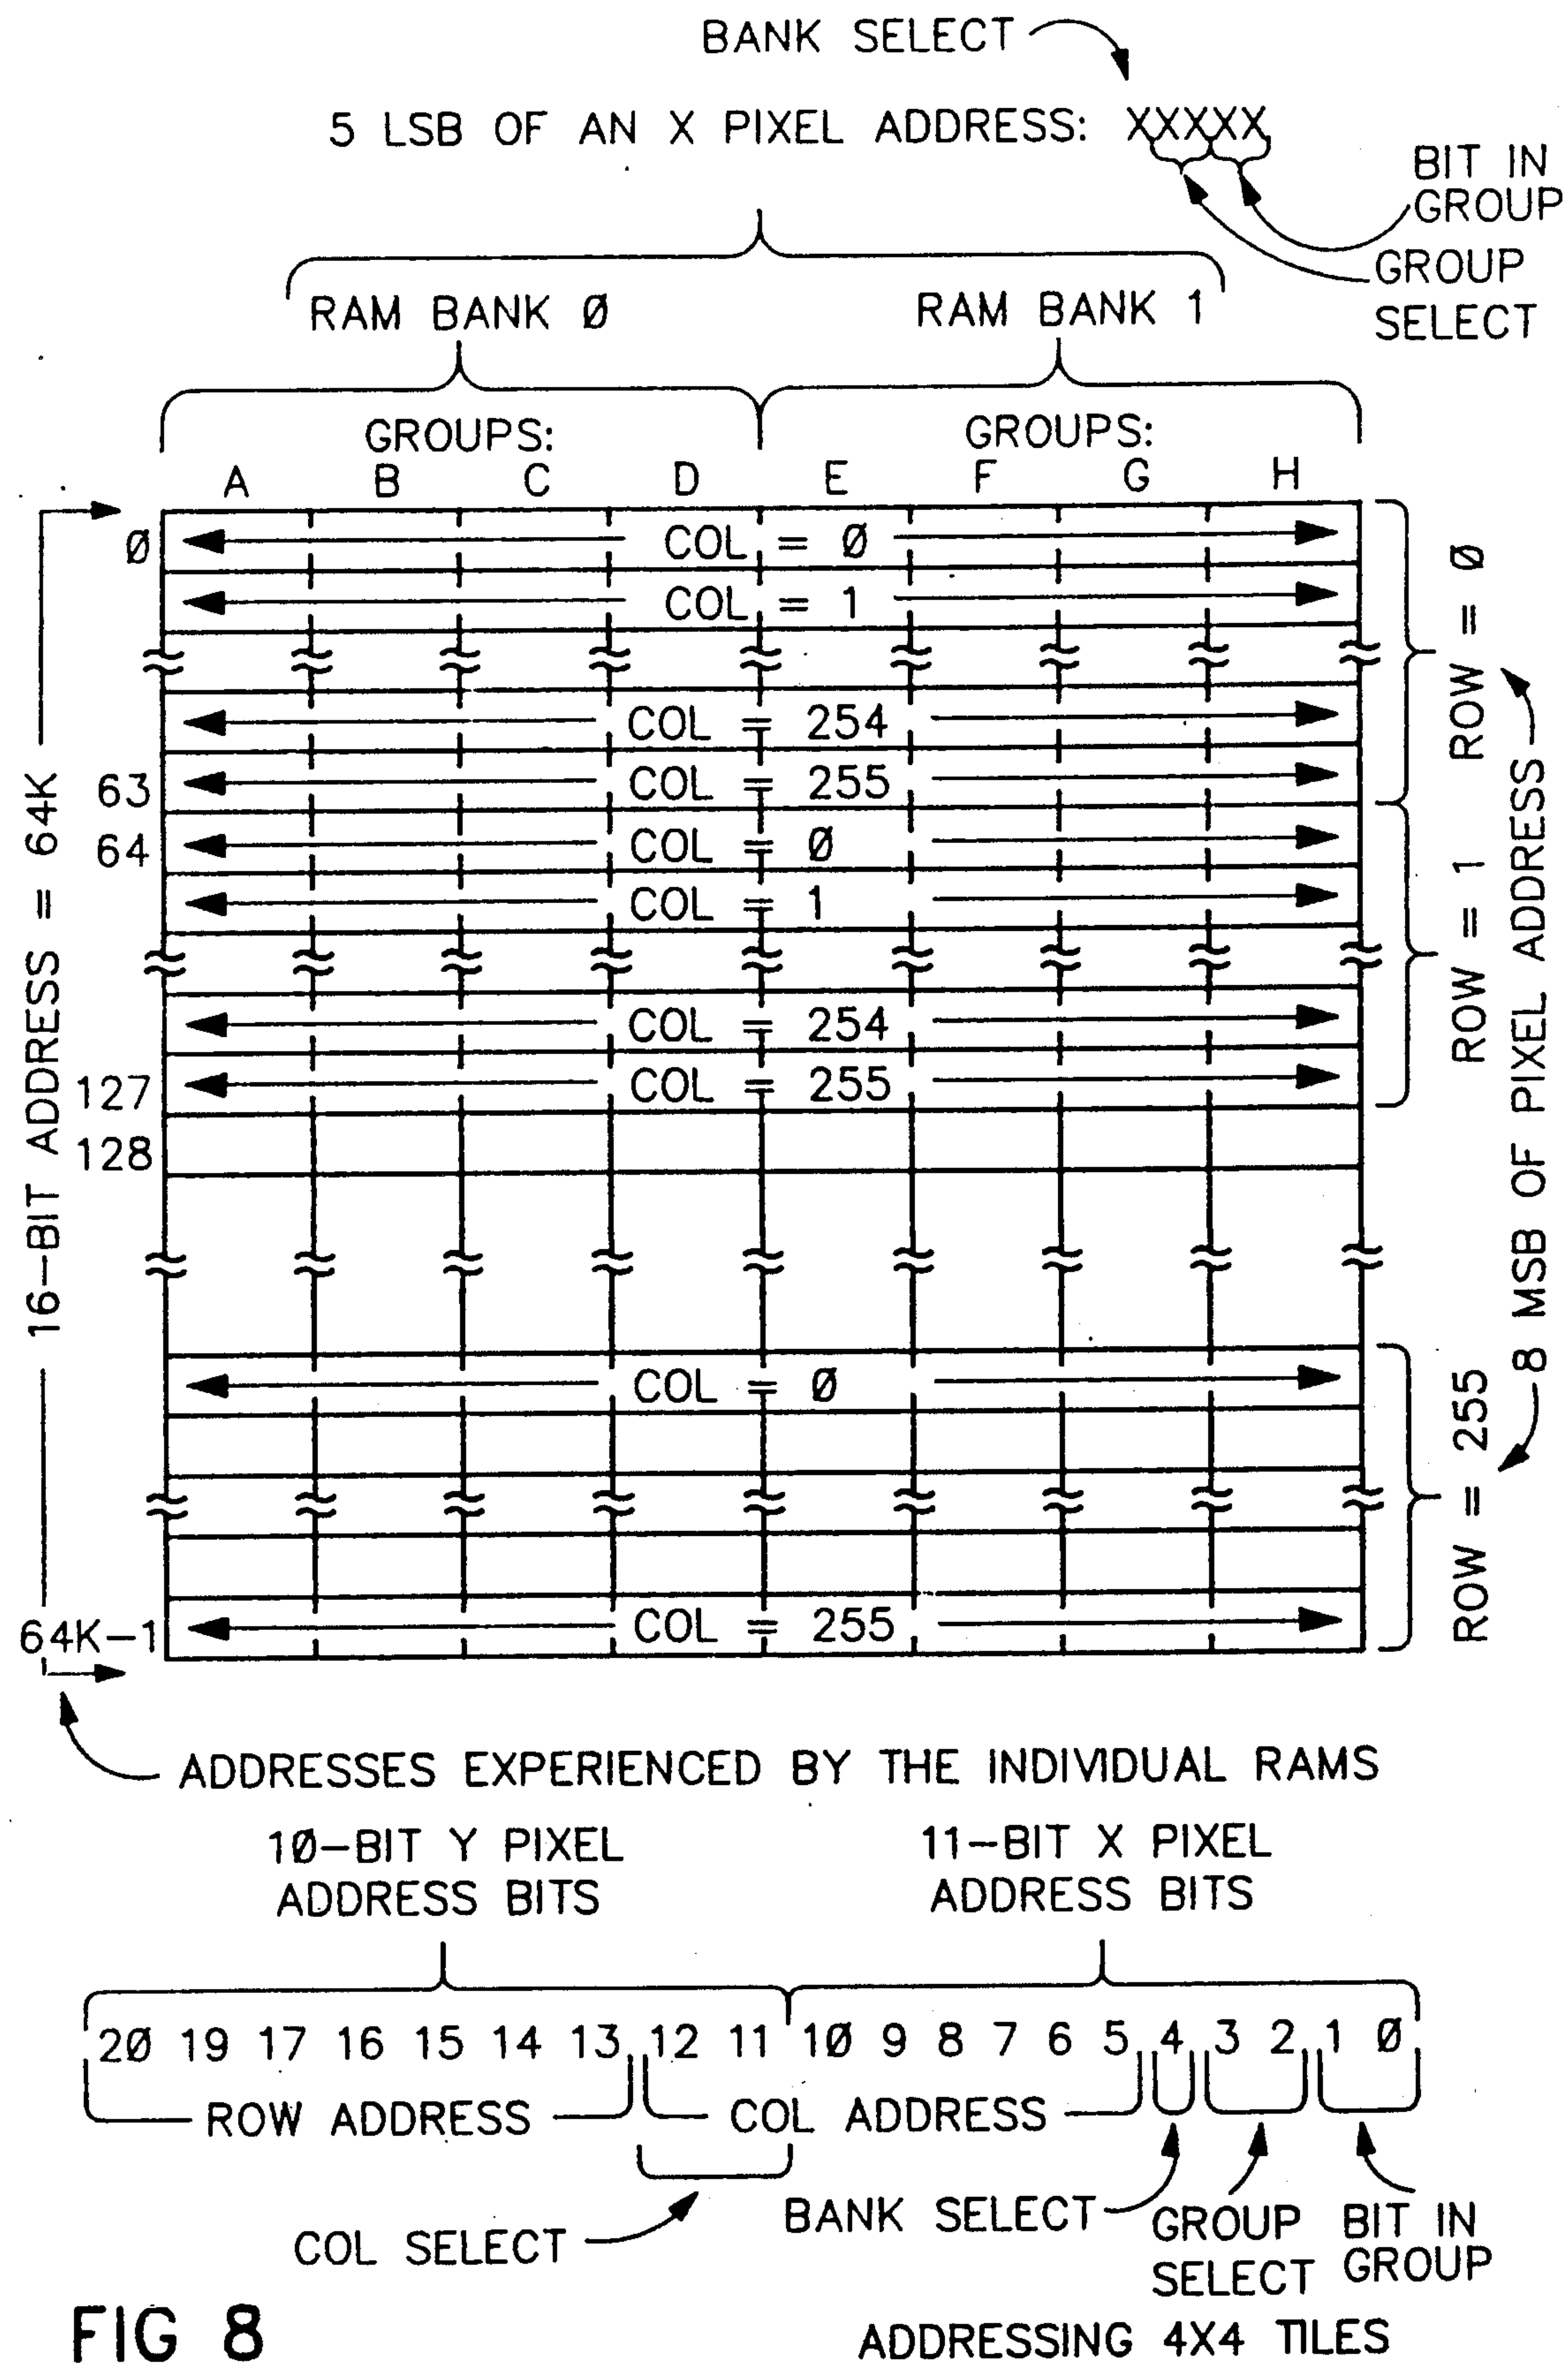 BANK SELECT
5 LSB OF AN X PIXEL ADDRESS: XXXXX
BIT IN
GROUP
GROUP
SELECT
RAM BANK Ø
RAM BANK 1
GROUPS:
GROUPS:
A B C D E F G H
Ø
COL = Ø
COL = 1
COL = 254
63
COL = 255
64
COL = Ø
COL = 1
COL = 254
127
COL = 255
128
COL = Ø
64K-1
COL = 255
16-BIT ADDRESS = 64K
ROW = Ø
ROW = 1
ROW = 255
8 MSB OF PIXEL ADDRESS
ADDRESSES EXPERIENCED BY THE INDIVIDUAL RAMS
1Ø-BIT Y PIXEL
ADDRESS BITS
11-BIT X PIXEL
ADDRESS BITS
2Ø 19 17 16 15 14 13 12 11 1Ø 9 8 7 6 5 4 3 2 1 Ø
ROW ADDRESS
COL ADDRESS
COL SELECT
BANK SELECT
GROUP
SELECT
BIT IN
GROUP
FIG 8
ADDRESSING 4X4 TILES